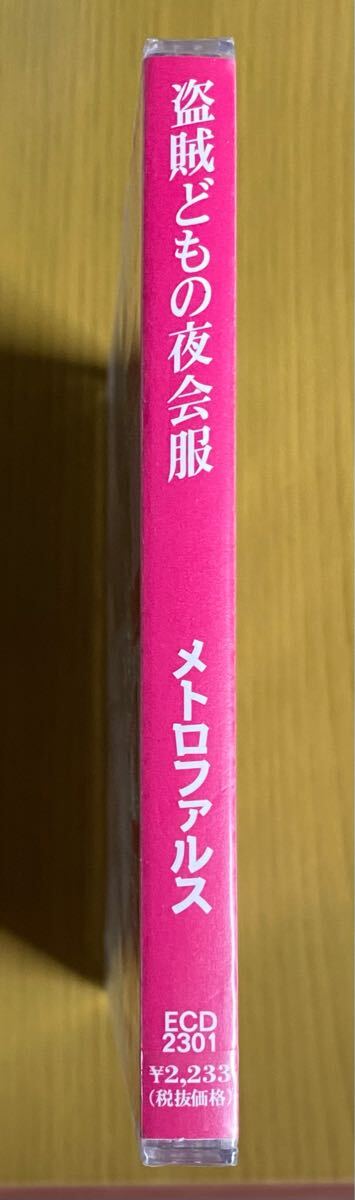 盗賊どもの夜会服
メトロファルス
ECD
2301
¥2,233
(税抜価格)